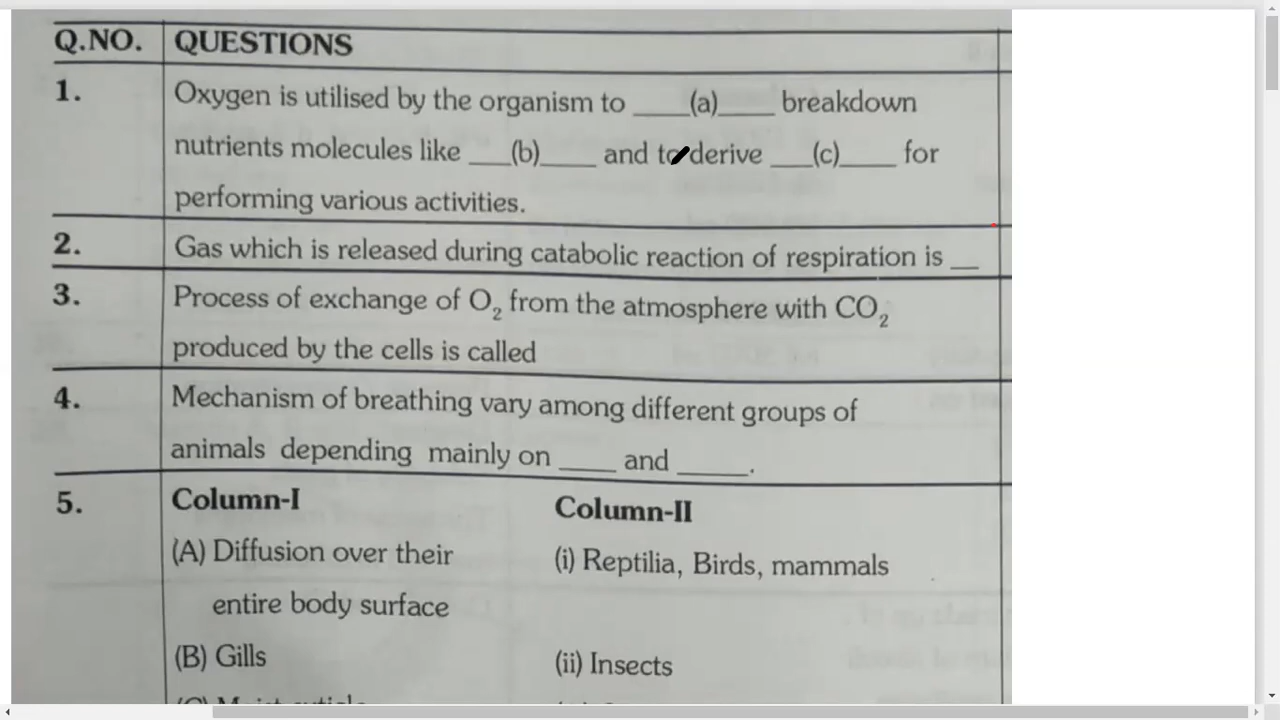 Q.NO. QUESTIONS
1. Oxygen is utilised by the organism to ____(a)____ breakdown
nutrients molecules like ___(b)____ and to derive ___(c)____ for
performing various activities.
2. Gas which is released during catabolic reaction of respiration is __
3. Process of exchange of O₂ from the atmosphere with CO₂
produced by the cells is called
4. Mechanism of breathing vary among different groups of
animals depending mainly on ____ and _____.
5. Column-I Column-II
(A) Diffusion over their (i) Reptilia, Birds, mammals
entire body surface
(B) Gills (ii) Insects